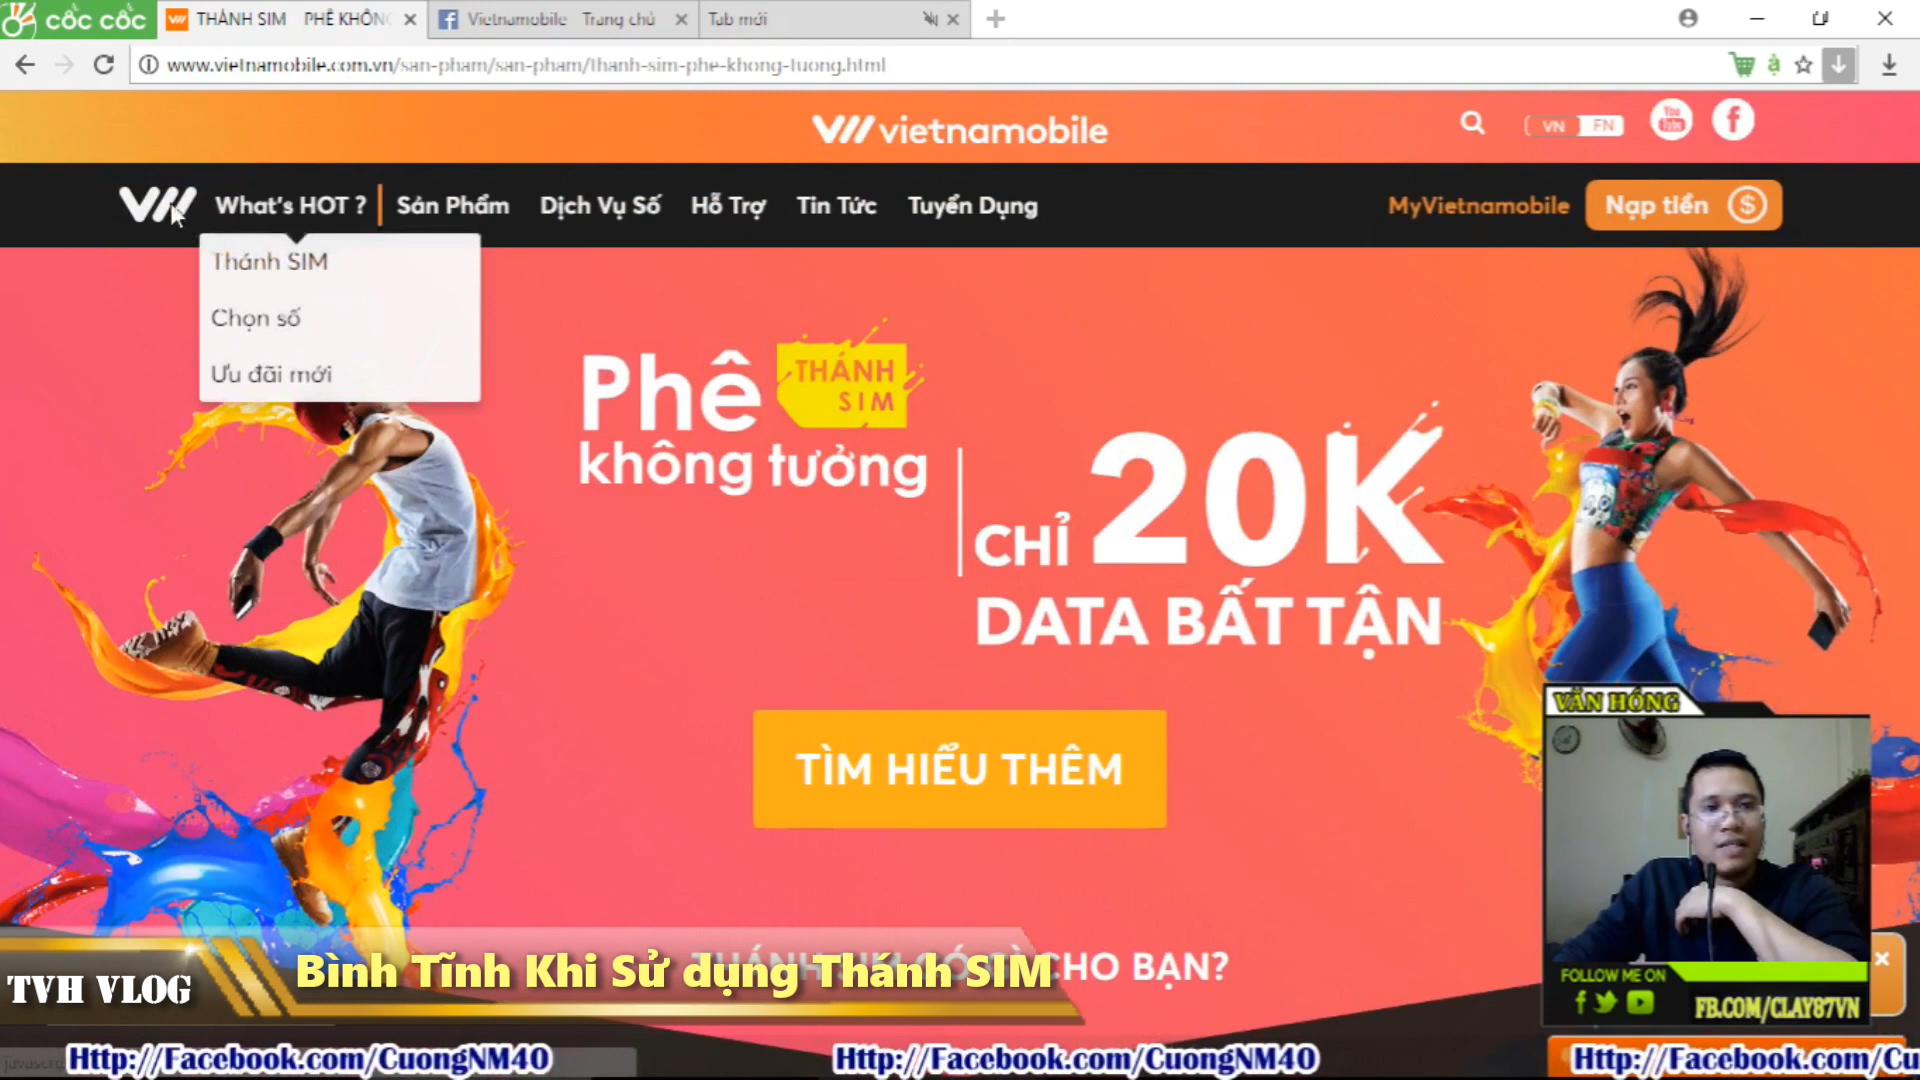 cốc cốc
THÁNH SIM PHÊ KHÔNG
Vietnamobile Trang chủ
Tab mới
www.vietnamobile.com.vn/san-pham/san-pham/thanh-sim-phe-khong-tuong.html
vietnamobile
VN EN
You Tube
What's HOT ?
Sản Phẩm
Dịch Vụ Số
Hỗ Trợ
Tin Tức
Tuyển Dụng
MyVietnamobile
Nạp tiền $
Thánh SIM
Chọn số
Ưu đãi mới
Phê
THÁNH
SIM
không tưởng
CHỈ 20K
DATA BẤT TẬN
TÌM HIỂU THÊM
VĂN HỒNG
CHO BẠN?
TVH VLOG
Bình Tĩnh Khi Sử dụng Thánh SIM
FOLLOW ME ON
FB.COM/CLAY87VN
Http://Facebook.com/CuongNM40
Http://Facebook.com/CuongNM40
Http://Facebook.com/Cu